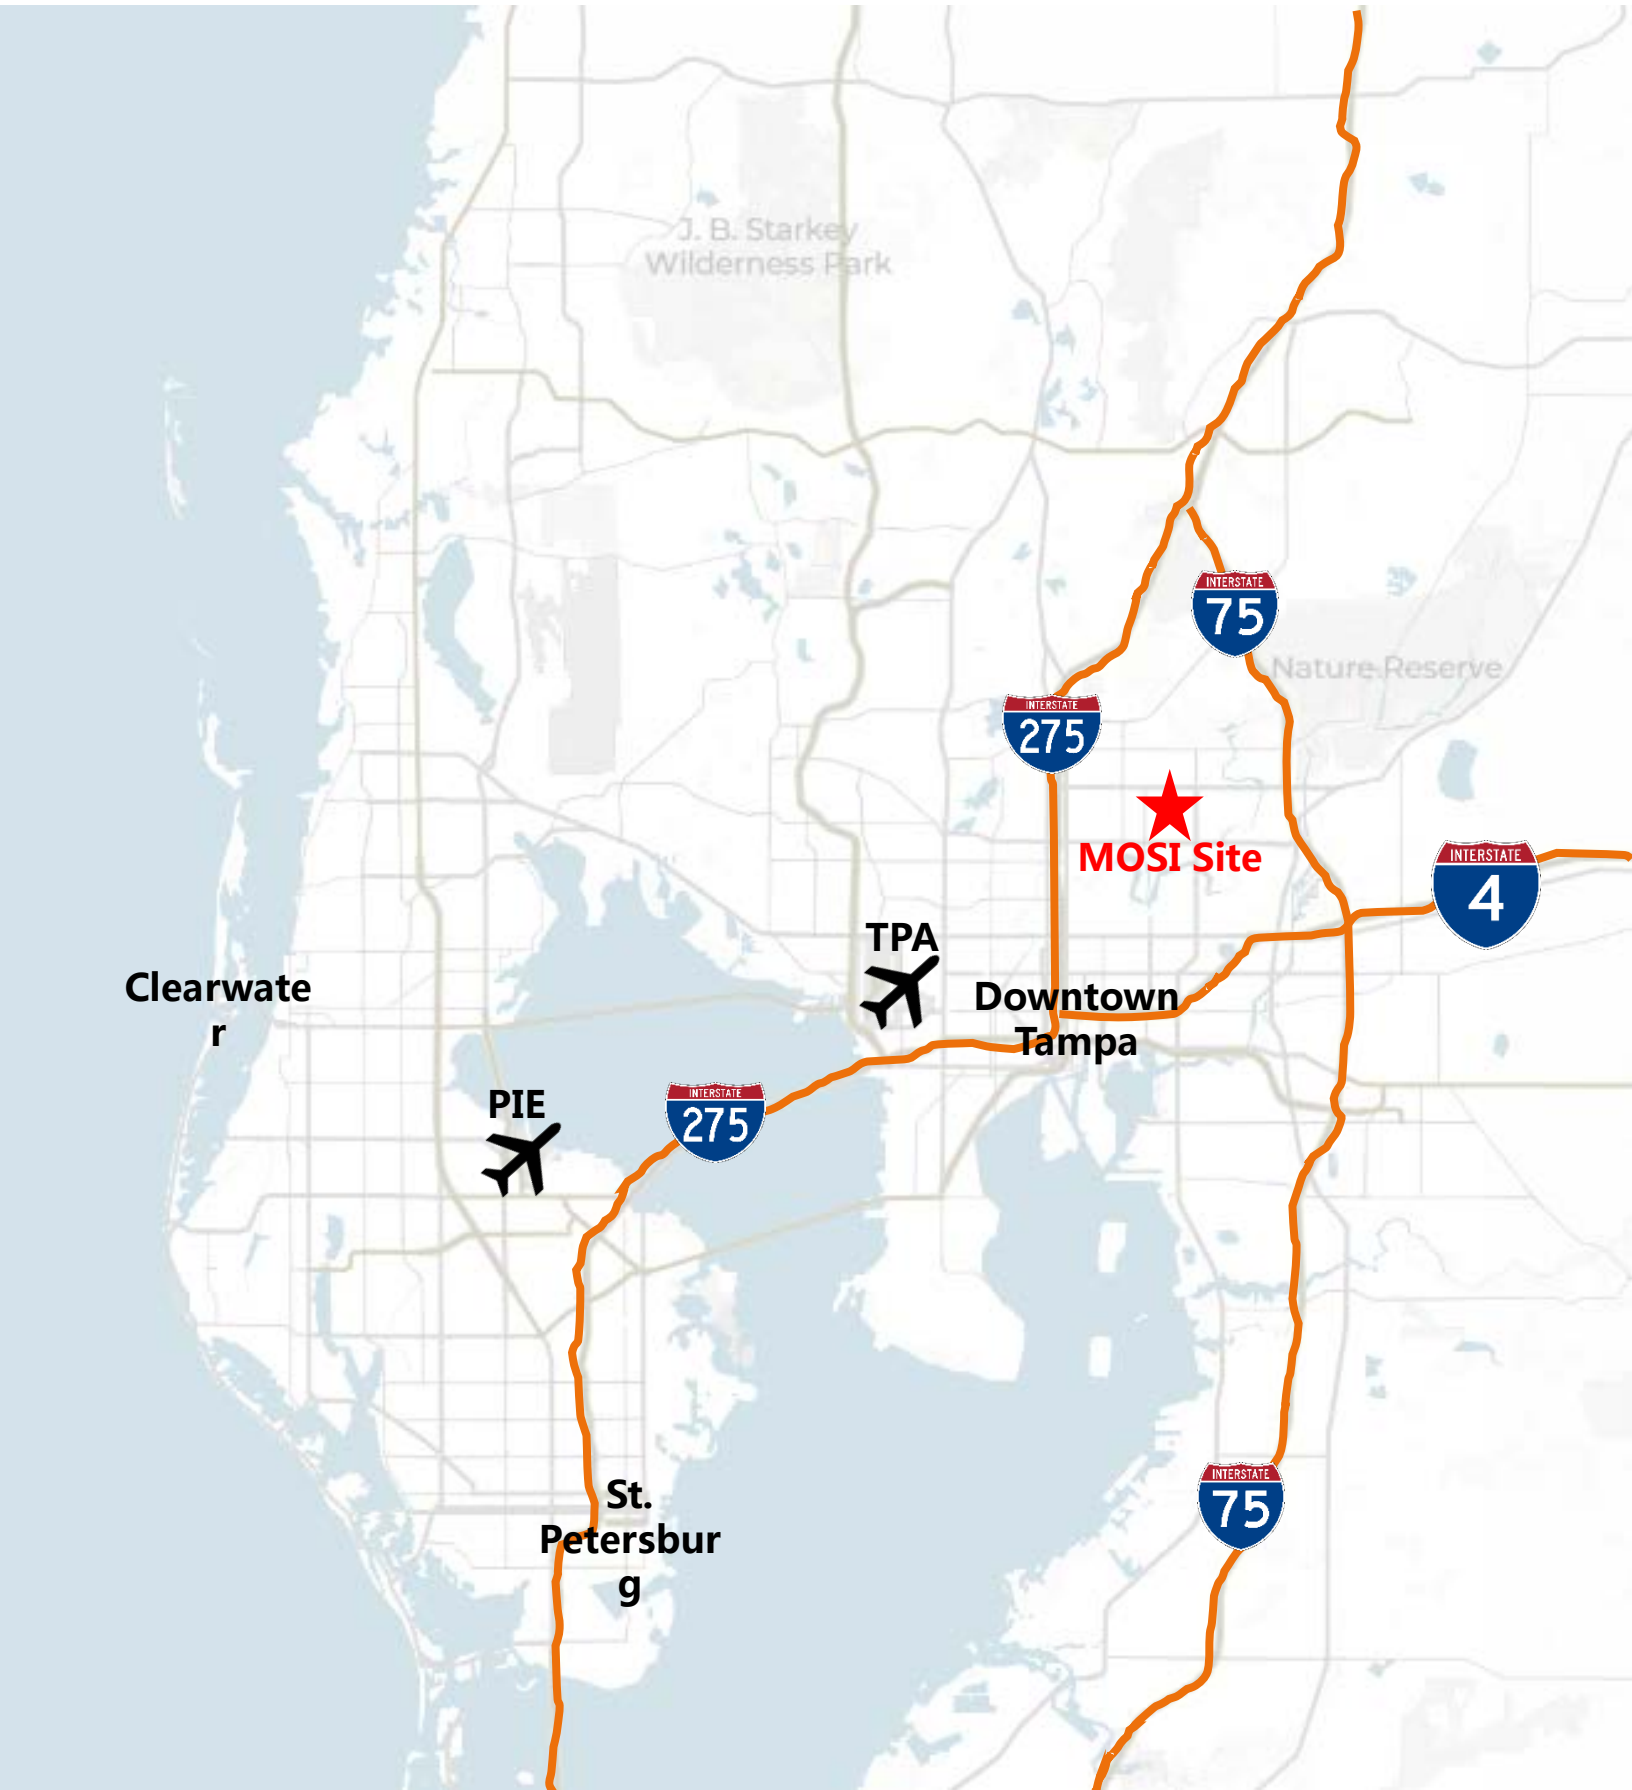 J. B. Starkey
Wilderness Park
INTERSTATE
75
Nature Reserve
INTERSTATE
275
MOSI Site
INTERSTATE
4
TPA
Clearwate
r
Downtown
Tampa
PIE
INTERSTATE
275
INTERSTATE
75
St.
Petersbur
g